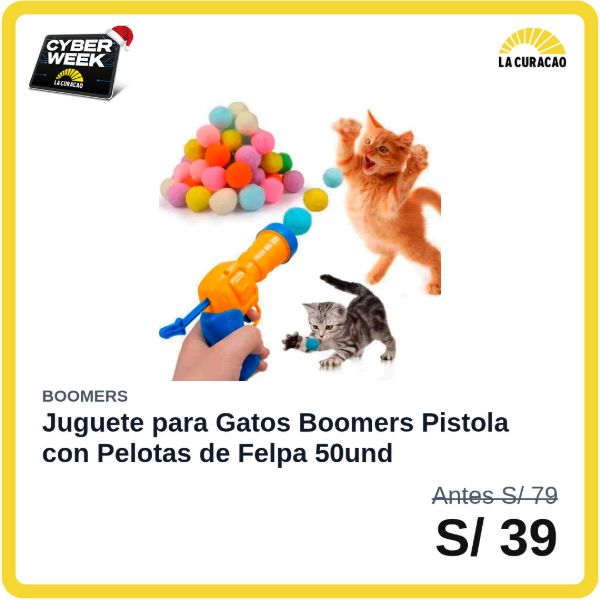 CYBER
WEEK
LA CURACAO
LA CURACAO
BOOMERS
Juguete para Gatos Boomers Pistola
con Pelotas de Felpa 50und
Antes S/ 79
S/ 39